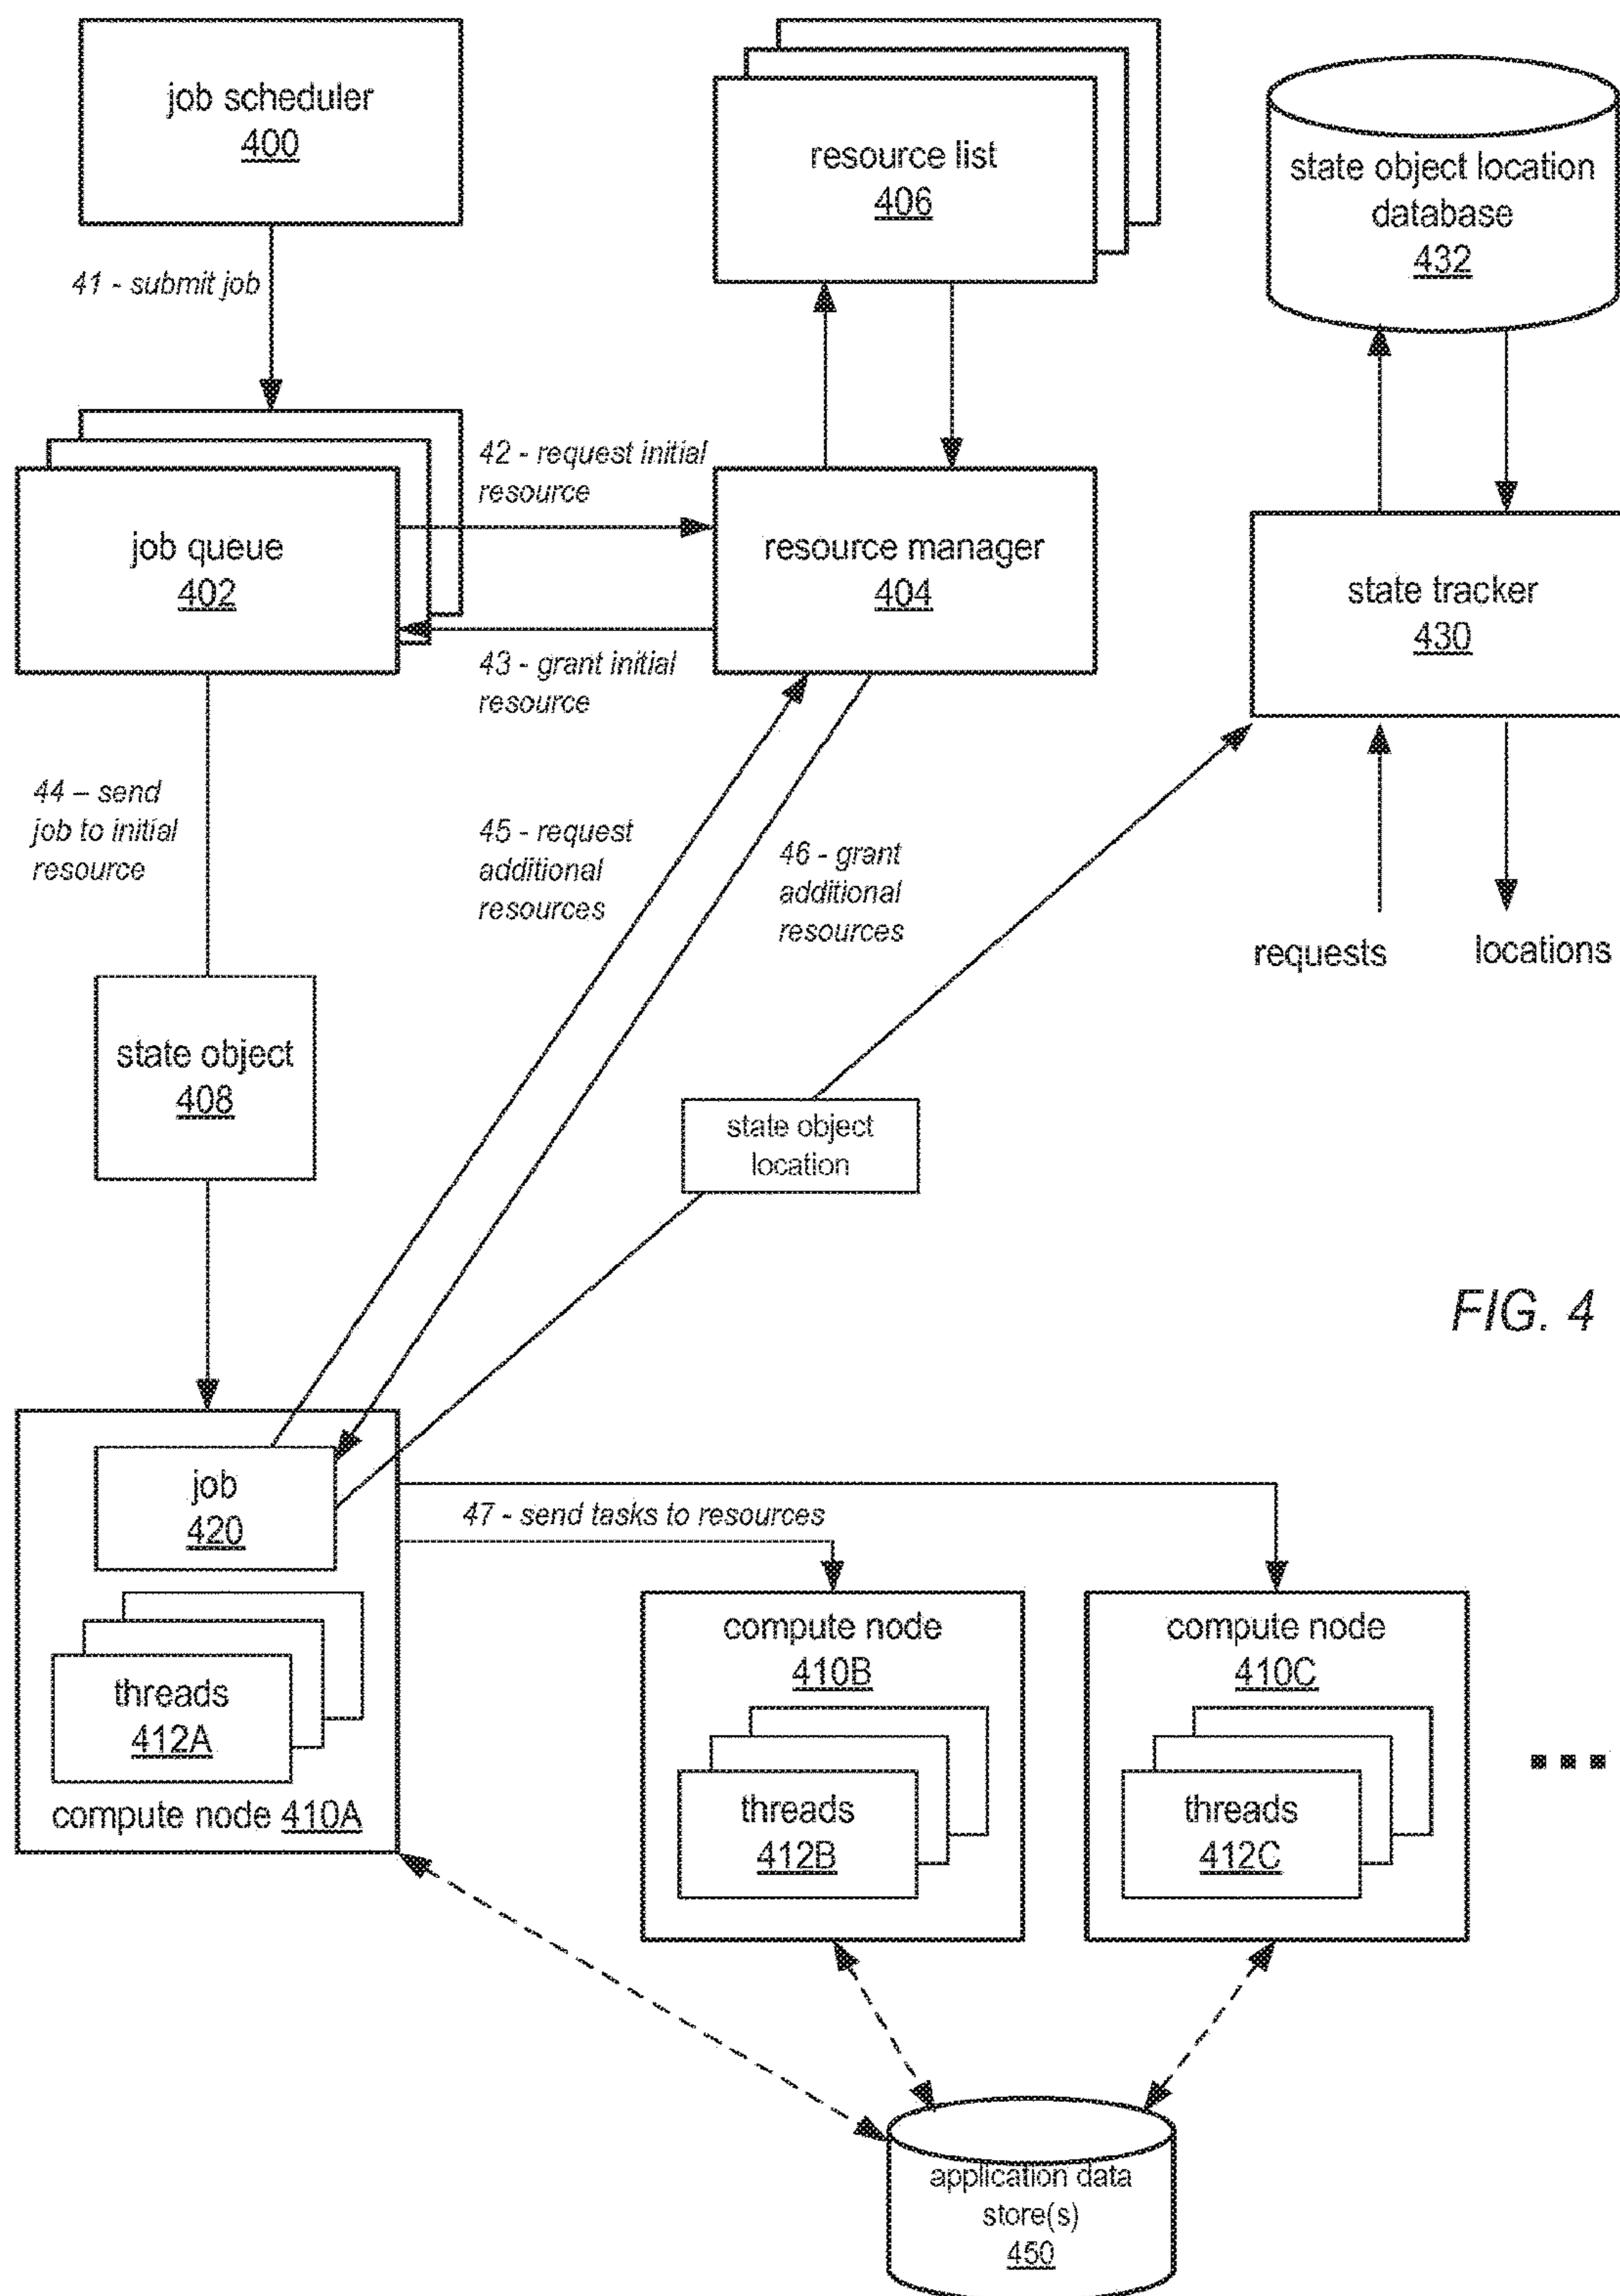 job scheduler
400
resource list
406
state object location
database
432
41 - submit job
42 - request initial
resource
job queue
402
resource manager
404
state tracker
430
43 - grant initial
resource
44 – send
job to initial
resource
45 - request
additional
resources
46 - grant
additional
resources
requests
locations
state object
408
state object
location
FIG. 4
job
420
47 - send tasks to resources
threads
412A
compute node 410A
compute node
410B
threads
412B
compute node
410C
threads
412C
application data
store(s)
450